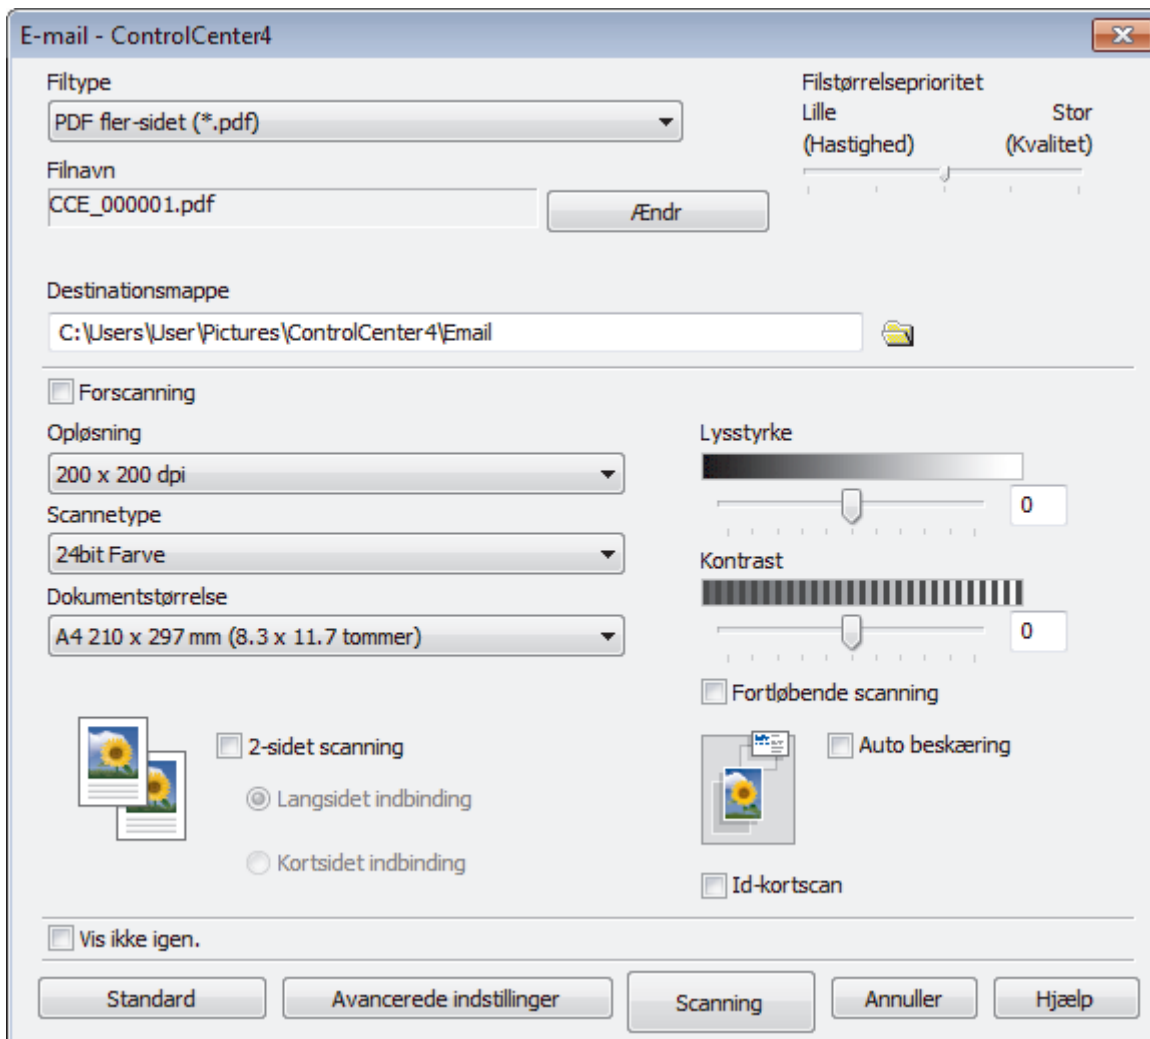 E-mail - ControlCenter4
Filtype
PDF fler-sidet (*.pdf)
Filnavn
CCE_000001.pdf
Ændr
Filstørrelseprioritet
Lille Stor
(Hastighed) (Kvalitet)
Destinationsmappe
C:\Users\User\Pictures\ControlCenter4\Email
Forscanning
Opløsning
200 x 200 dpi
Scannetype
24bit Farve
Dokumentstørrelse
A4 210 x 297 mm (8.3 x 11.7 tommer)
Lysstyrke
0
Kontrast
0
Fortløbende scanning
2-sidet scanning
Langsidet indbinding
Kortsidet indbinding
Auto beskæring
Id-kortscan
Vis ikke igen.
Standard
Avancerede indstillinger
Scanning
Annuller
Hjælp